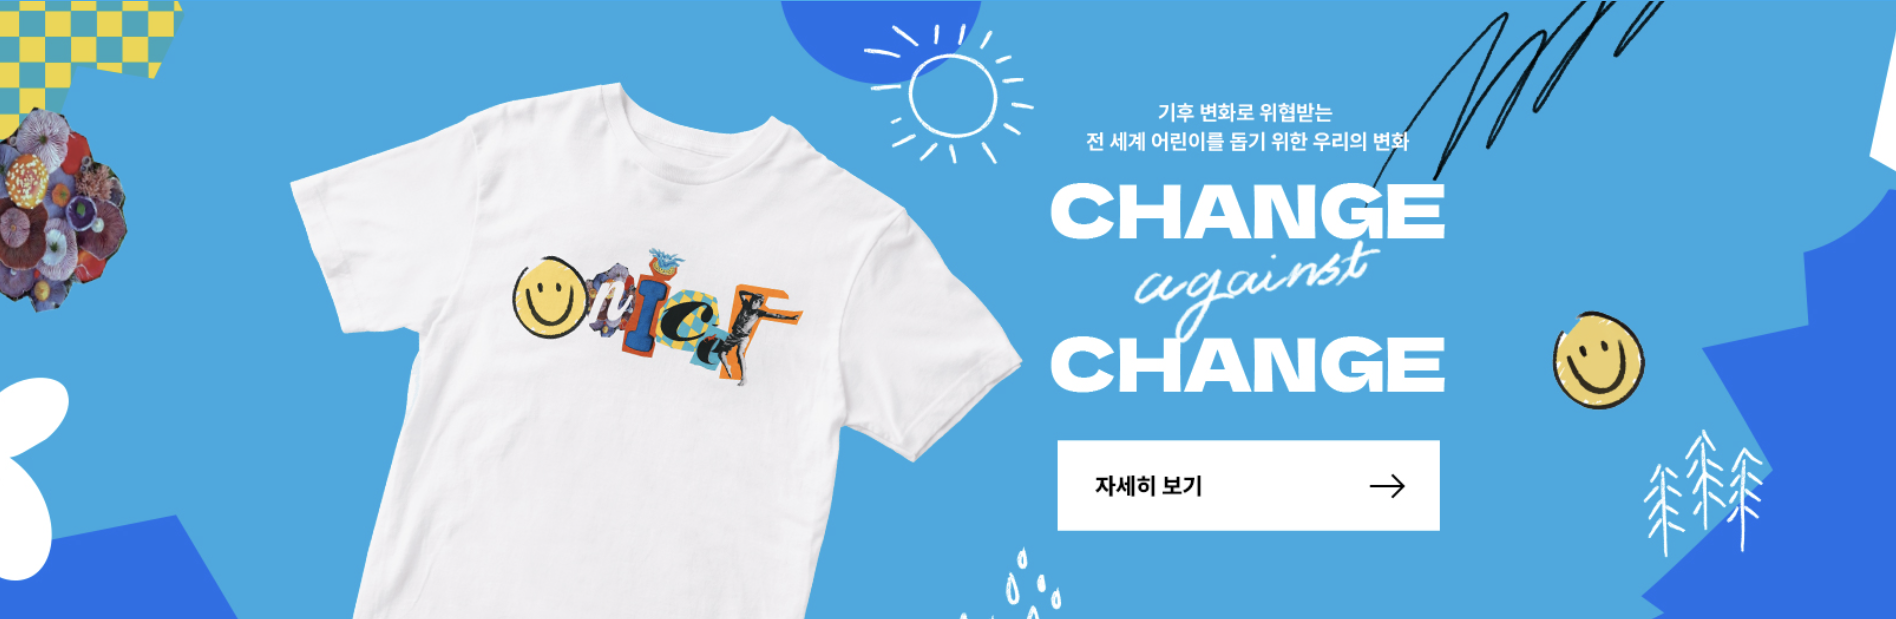 Onicef
기후 변화로 위협받는
전 세계 어린이를 돕기 위한 우리의 변화
CHANGE
against
CHANGE
자세히 보기